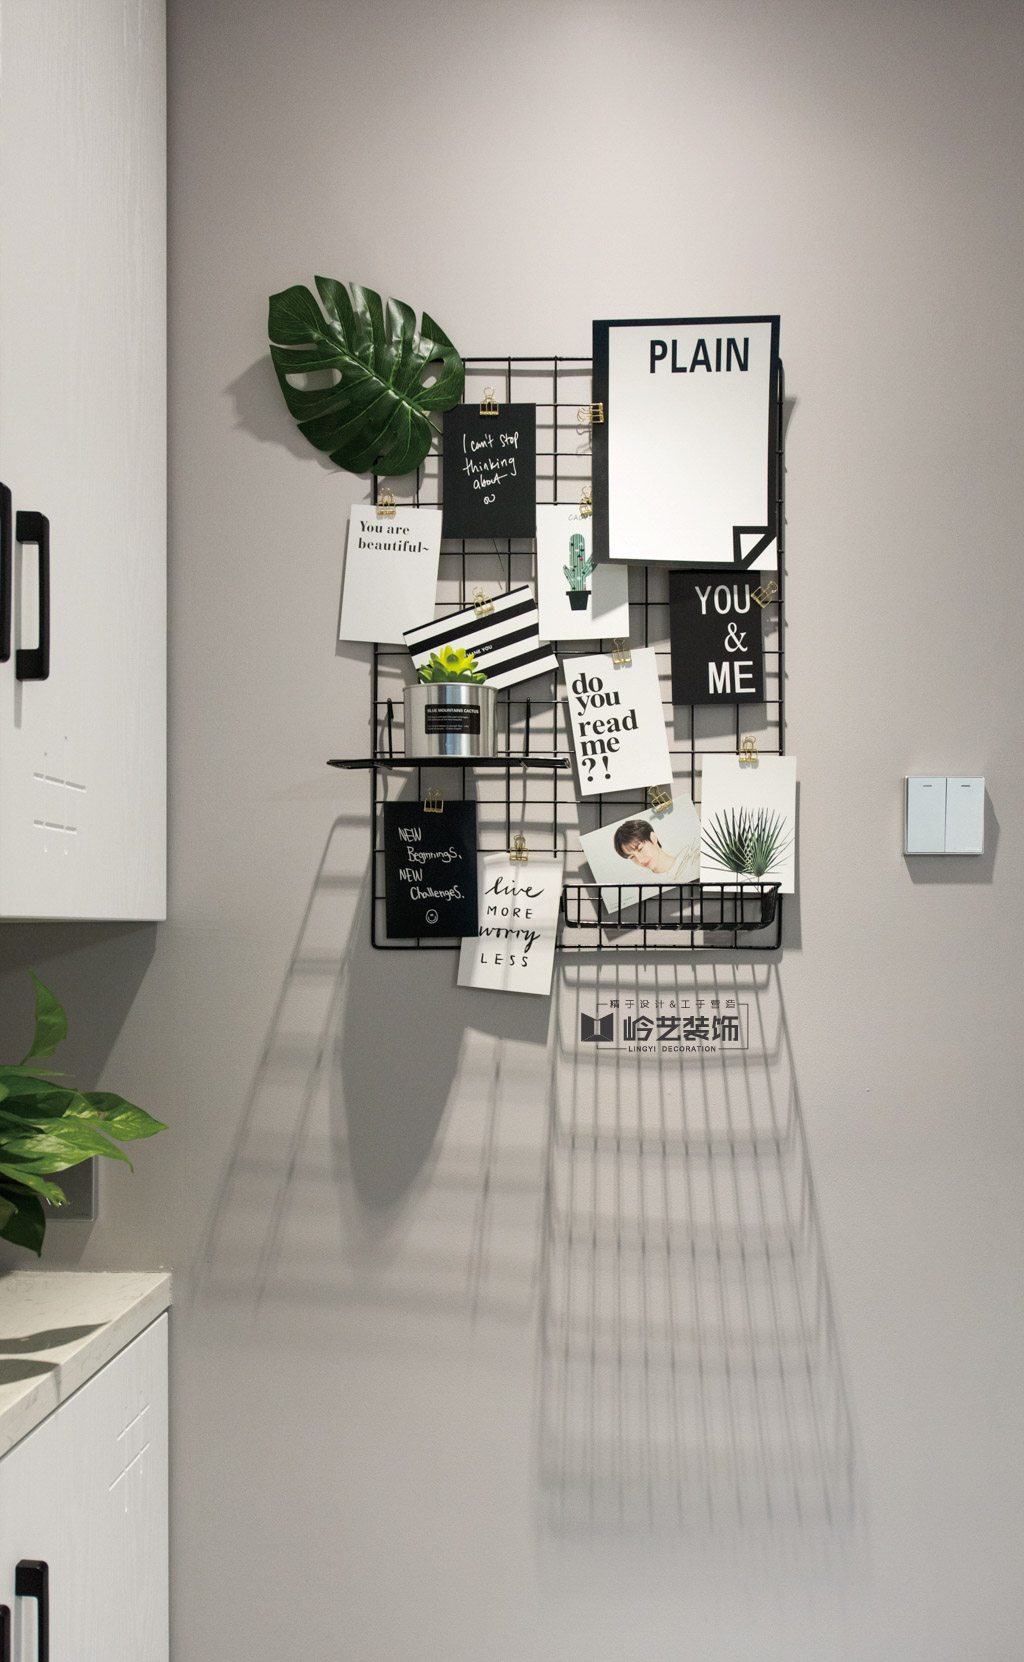 PLAIN
I can't stop
thinking
about
You are
beautiful~
YOU
&
ME
THANK YOU
do
you
read
me
?!
BLUE MOUNTAINS CACTUS
NEW
Beginnings,
NEW
Challenges.
live
MORE
worry
LESS
精于设计&工于营造
岭艺装饰
LINGYI DECORATION